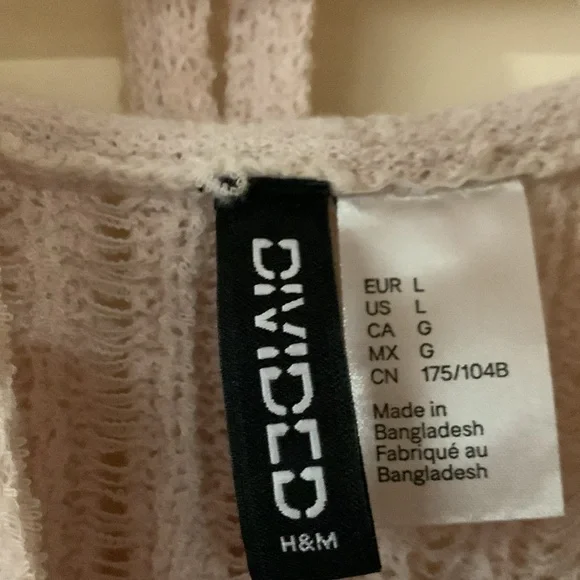 DIVIDED
H&M
EUR L
US L
CA G
MX G
CN 175/104B
Made in
Bangladesh
Fabriqué au
Bangladesh